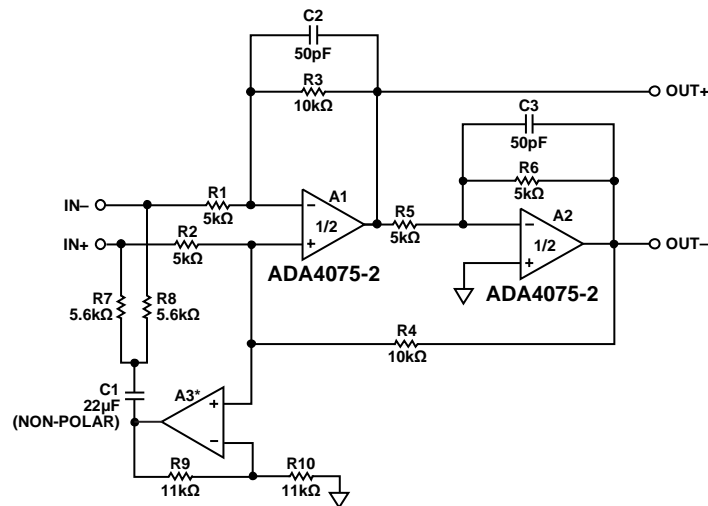 C2
50pF
R3
10kΩ
OUT+
C3
50pF
R6
5kΩ
IN–
R1
5kΩ
–
A1
1/2
+
R5
5kΩ
–
A2
1/2
+
OUT–
IN+
R2
5kΩ
ADA4075-2
ADA4075-2
R7
5.6kΩ
R8
5.6kΩ
R4
10kΩ
C1
22µF
(NON-POLAR)
A3*
+
–
R9
11kΩ
R10
11kΩ